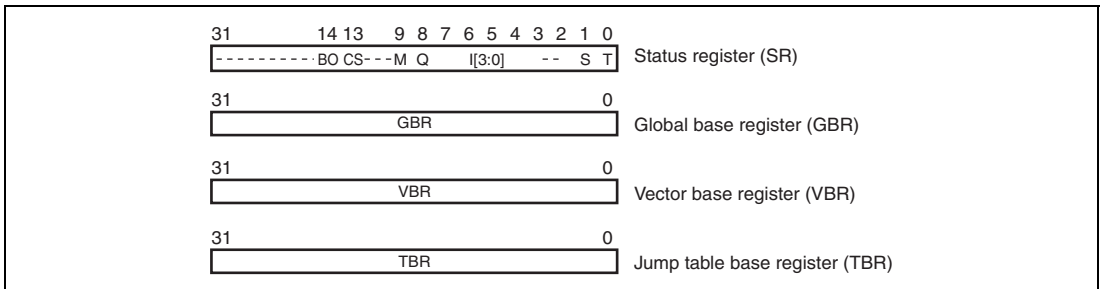 31 14 13 9 8 7 6 5 4 3 2 1 0
- - - - - - - - - - BO CS - - - M Q I[3:0] - - S T Status register (SR)
31 0
GBR Global base register (GBR)
31 0
VBR Vector base register (VBR)
31 0
TBR Jump table base register (TBR)